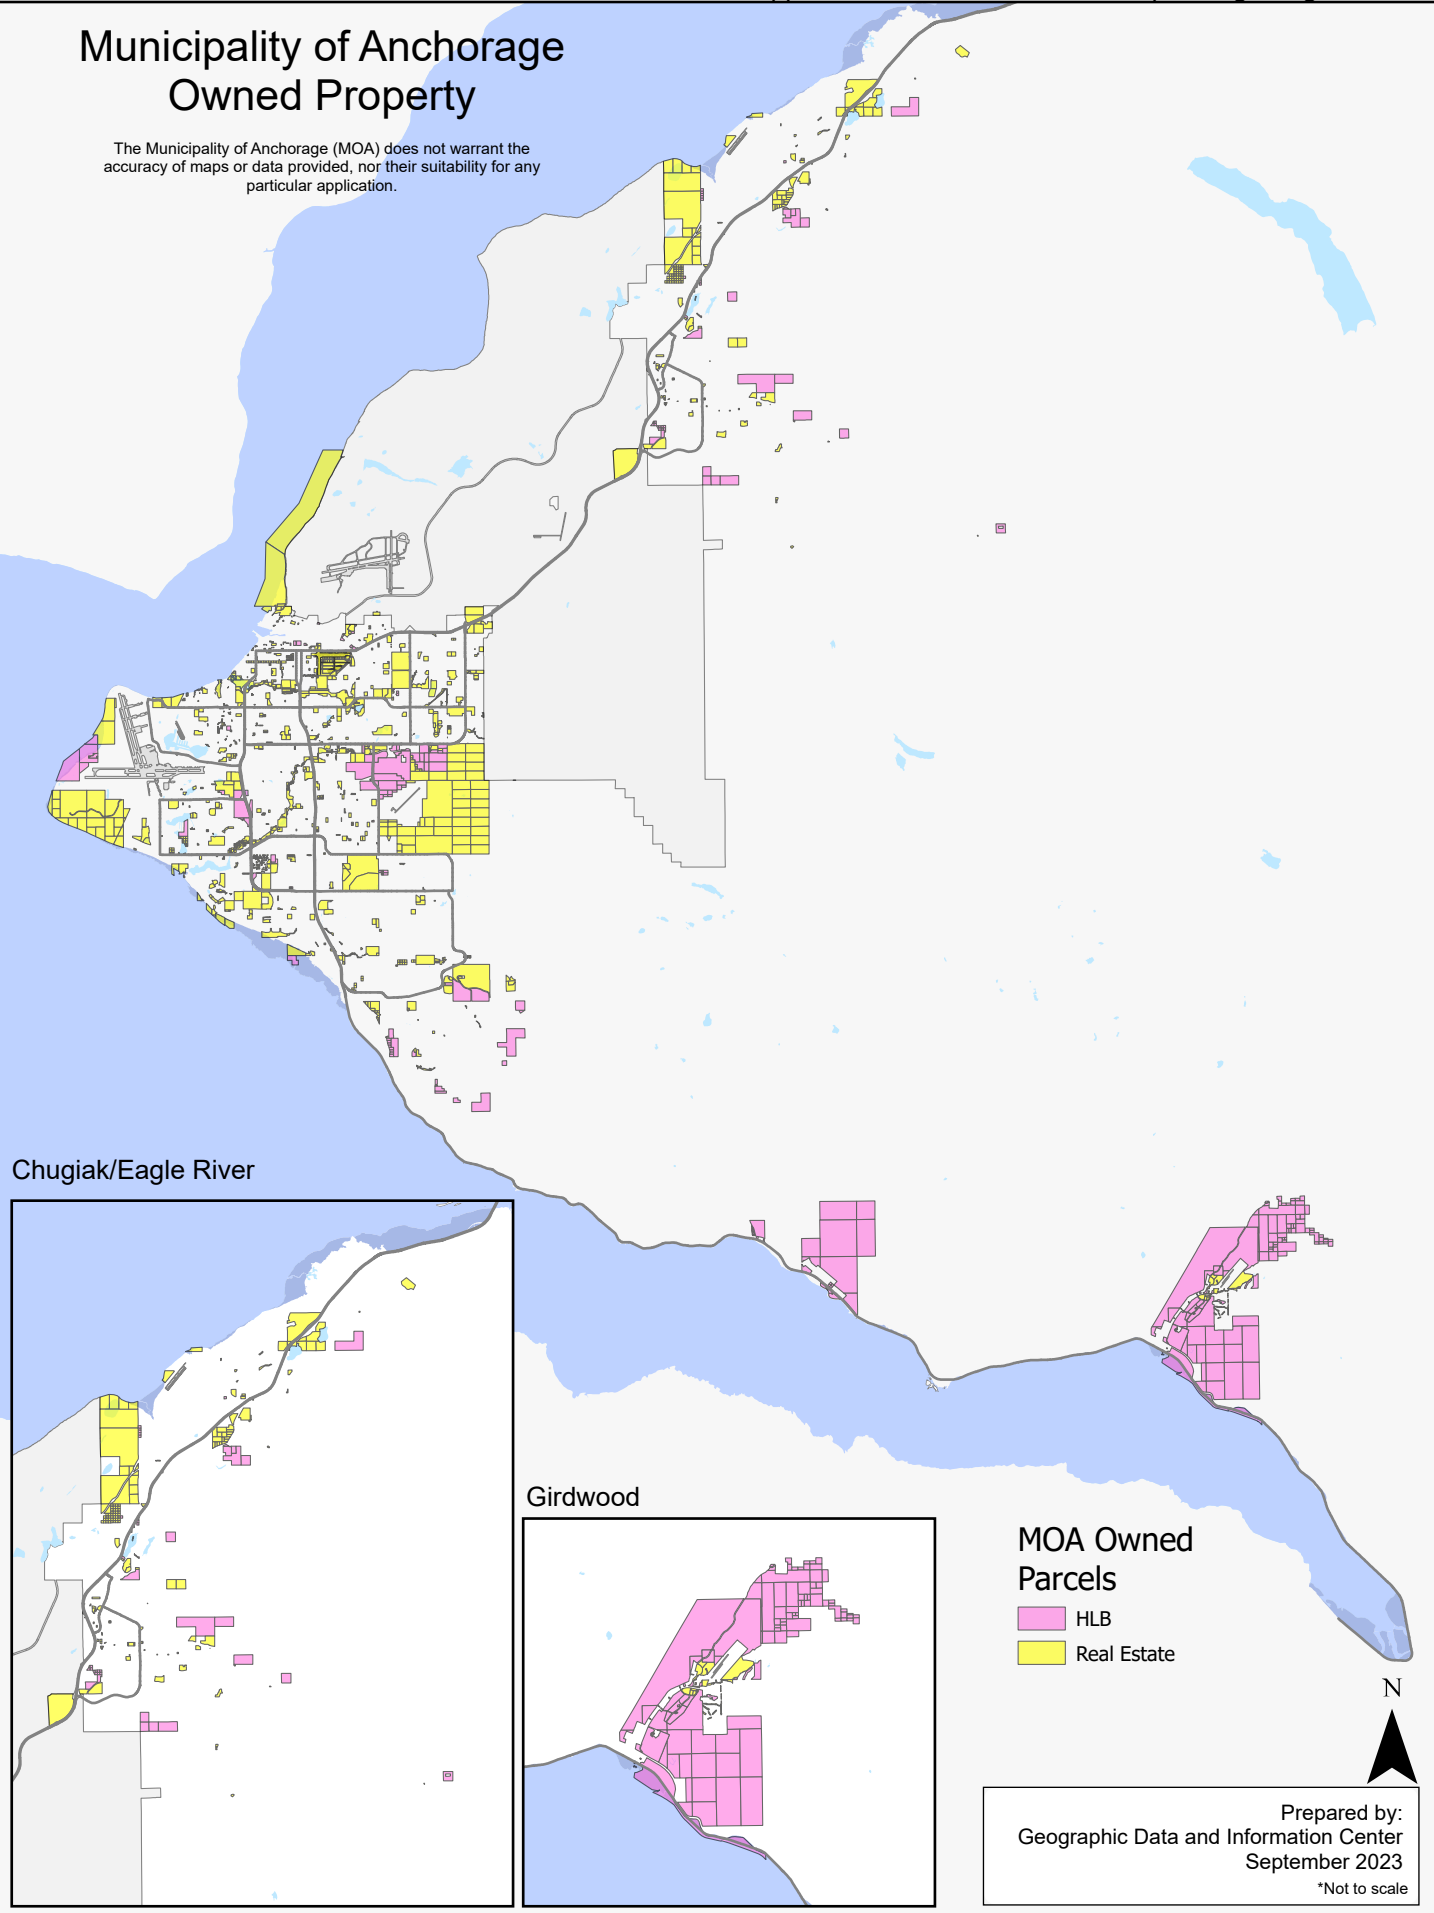 Municipality of Anchorage
Owned Property
The Municipality of Anchorage (MOA) does not warrant the
accuracy of maps or data provided, nor their suitability for any
particular application.
Chugiak/Eagle River
Girdwood
MOA Owned
Parcels
HLB
Real Estate
N
Prepared by:
Geographic Data and Information Center
September 2023
*Not to scale